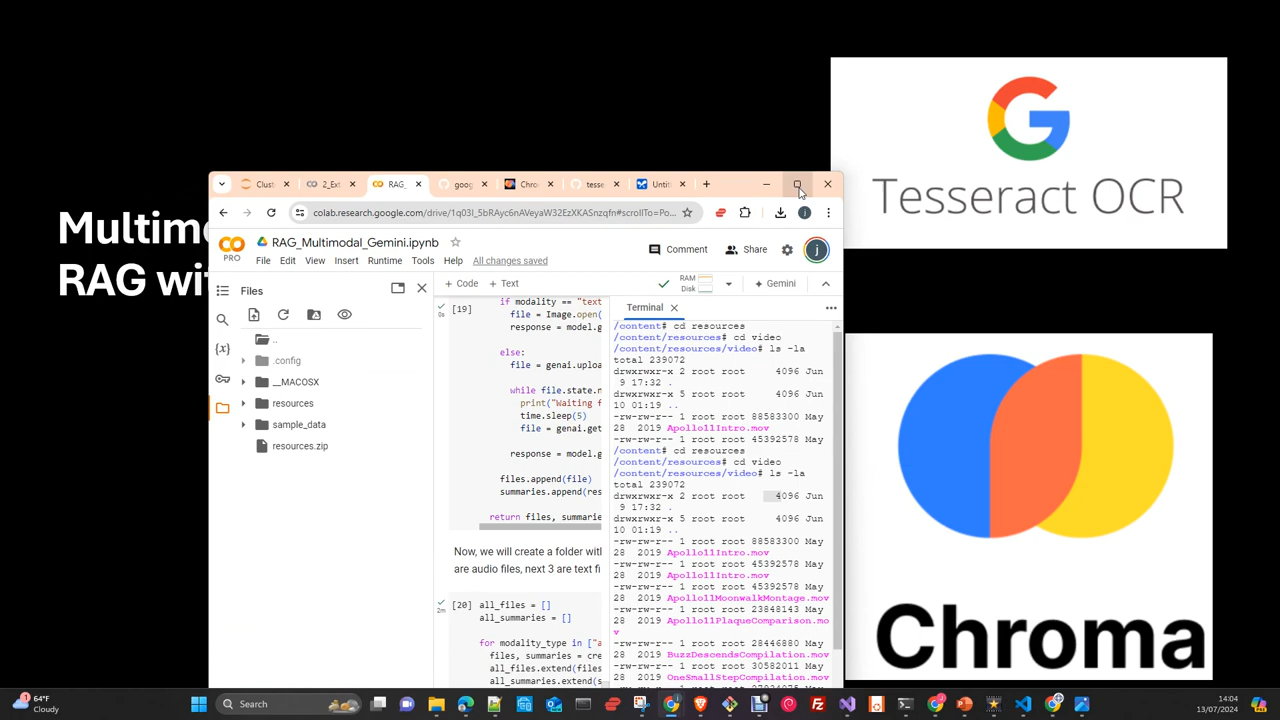 Multim
RAG wi
Tesseract OCR
Chroma
Clust
2_Ext
RAG_
goog
Chro
tesse
Untit
colab.research.google.com/drive/1q03I_5bRAyc6nAVeyaW32EzXKASnzqfn#scrollTo=Po...
PRO
RAG_Multimodal_Gemini.ipynb
Comment
Share
j
File Edit View Insert Runtime Tools Help All changes saved
+ Code + Text
RAM
Disk
Gemini
Files
..
.config
__MACOSX
resources
sample_data
resources.zip
[19]
0s
if modality == "text
file = Image.open(
response = model.g
else:
file = genai.uploa
while file.state.n
print("Waiting f
time.sleep(5)
file = genai.get
response = model.g
files.append(file)
summaries.append(res
return files, summarie
Now, we will create a folder with
are audio files, next 3 are text fi
[20]
2m
all_files = []
all_summaries = []
for modality_type in ["a
files, summaries = cre
all_files.extend(files
all_summaries.extend(s
Terminal
/content# cd resources
/content/resources# cd video
/content/resources/video# ls -la
total 239072
drwxrwxr-x 2 root root 4096 Jun
9 17:32 .
drwxrwxr-x 5 root root 4096 Jun
10 01:19 ..
-rw-rw-r-- 1 root root 88583300 May
28 2019 Apollo11Intro.mov
-rw-rw-r-- 1 root root 45392578 May
/content# cd resources
/content/resources# cd video
/content/resources/video# ls -la
total 239072
drwxrwxr-x 2 root root 4096 Jun
9 17:32 .
drwxrwxr-x 5 root root 4096 Jun
10 01:19 ..
-rw-rw-r-- 1 root root 88583300 May
28 2019 Apollo11Intro.mov
-rw-rw-r-- 1 root root 45392578 May
28 2019 Apollo11Intro.mov
-rw-rw-r-- 1 root root 45392578 May
28 2019 Apollo11MoonwalkMontage.mov
-rw-rw-r-- 1 root root 23848143 May
28 2019 Apollo11PlaqueComparison.mo
v
-rw-rw-r-- 1 root root 28446880 May
28 2019 BuzzDescendsCompilation.mov
-rw-rw-r-- 1 root root 30582011 May
28 2019 OneSmallStepCompilation.mov
64°F
Cloudy
Search
14:04
13/07/2024